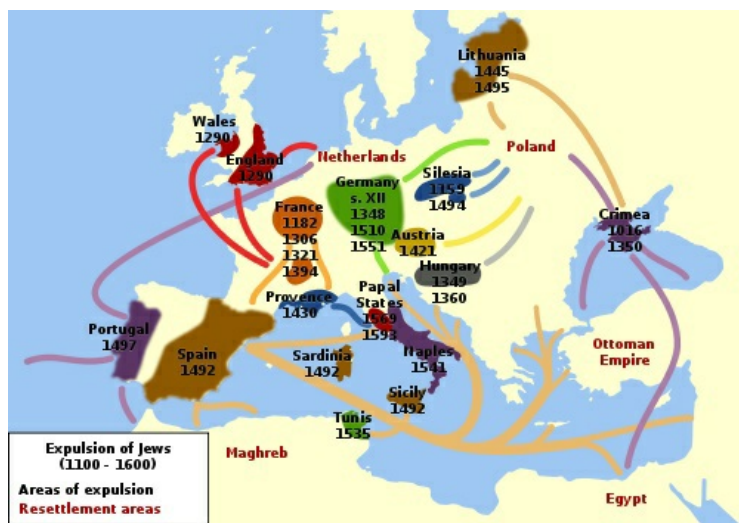 Lithuania
1445
1495
Wales
1290
England
1290
Netherlands
Poland
Germany
s. XII
1348
1510
1551
Silesia
1159
1494
France
1182
1306
1321
1394
Austria
1421
Crimea
1016
1350
Hungary
1349
1360
Provence
1430
Papal
States
1569
1593
Portugal
1497
Spain
1492
Sardinia
1492
Naples
1541
Ottoman
Empire
Sicily
1492
Tunis
1535
Maghreb
Egypt
Expulsion of Jews
(1100 - 1600)
Areas of expulsion
Resettlement areas